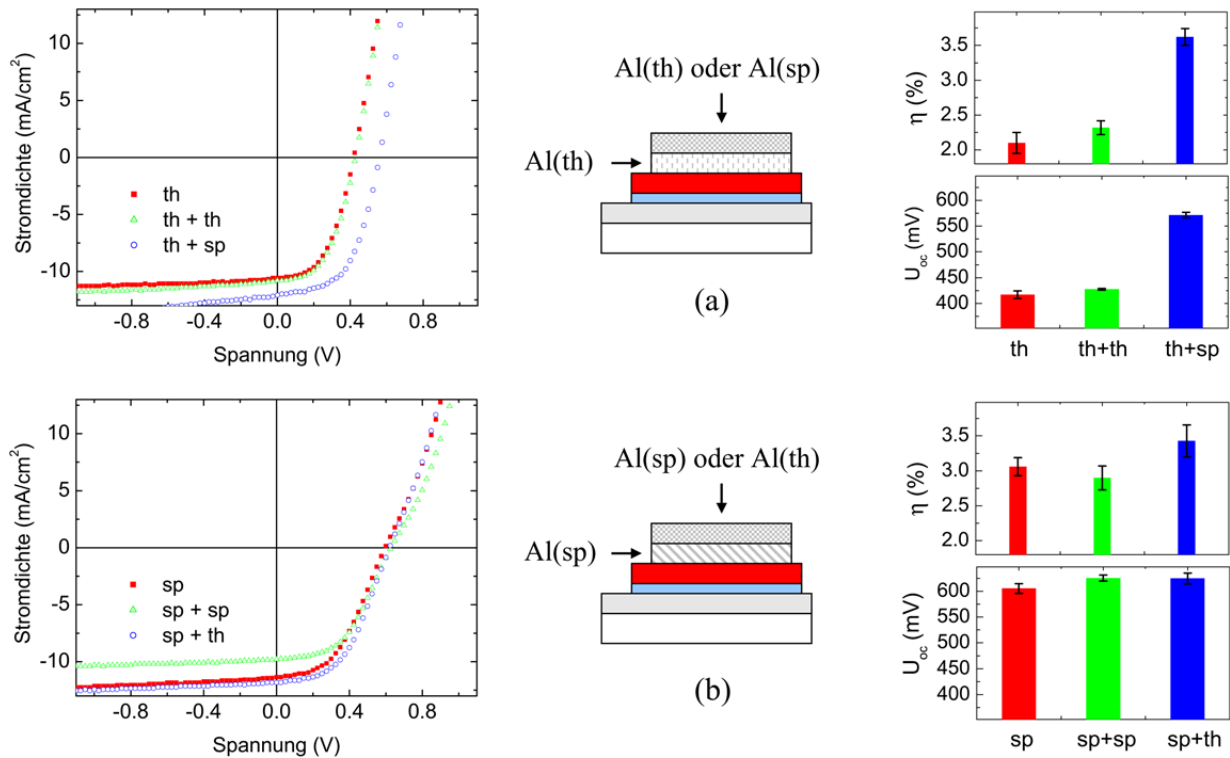 Stromdichte (mA/cm²)
10
5
0
-5
-10
th
th + th
th + sp
-0.8
-0.4
0.0
0.4
0.8
Spannung (V)
Al(th) oder Al(sp)
Al(th)
(a)
η (%)
3.5
3.0
2.5
2.0
Uoc (mV)
600
550
500
450
400
th
th+th
th+sp
Stromdichte (mA/cm²)
10
5
0
-5
-10
sp
sp + sp
sp + th
-0.8
-0.4
0.0
0.4
0.8
Spannung (V)
Al(sp) oder Al(th)
Al(sp)
(b)
η (%)
3.5
3.0
2.5
2.0
Uoc (mV)
600
550
500
450
400
sp
sp+sp
sp+th